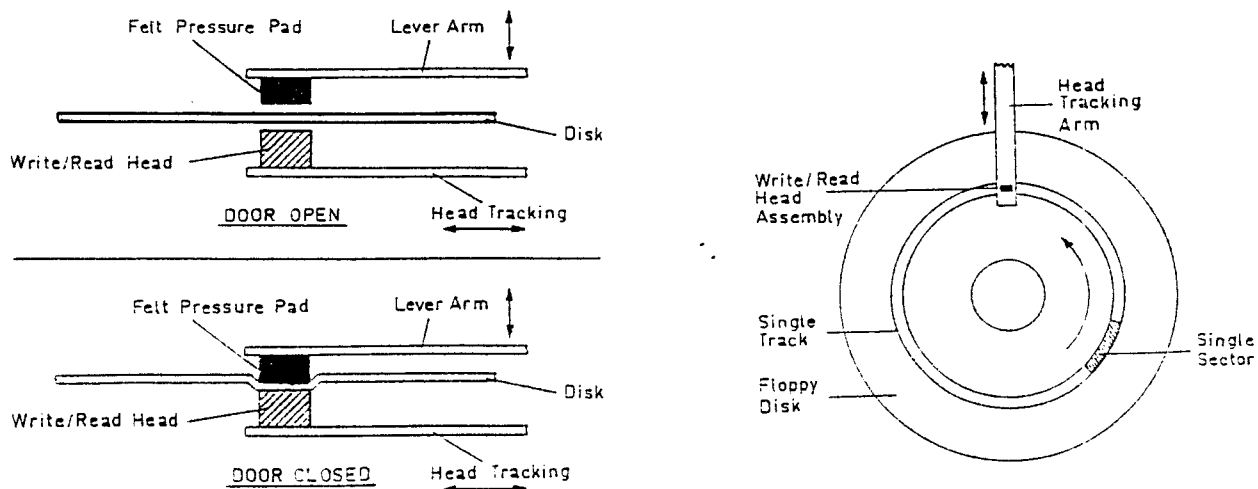 Felt Pressure Pad
Lever Arm
Disk
Write/Read Head
Head Tracking
DOOR OPEN
Felt Pressure Pad
Lever Arm
Disk
Write/Read Head
Head Tracking
DOOR CLOSED
Head
Tracking
Arm
Write/Read
Head
Assembly
Single
Track
Single
Sector
Floppy
Disk